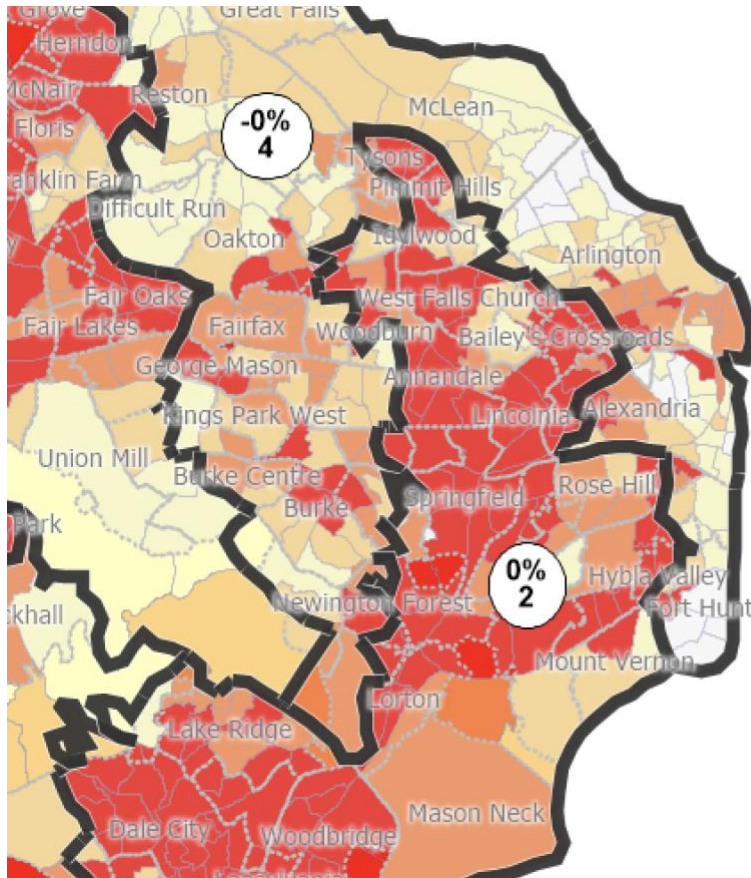 Grove
Great Falls
Herndon
McNair
Reston
McLean
-0%
4
Floris
Tysons
anklin Farm
Pimmit Hills
Difficult Run
Oakton
Idylwood
Arlington
Fair Oaks
West Falls Church
Fair Lakes
Fairfax
Woodburn
Bailey's Crossroads
George Mason
Annandale
Kings Park West
Lincolnia
Alexandria
Union Mill
Burke Centre
Springfield
Rose Hill
Burke
Park
0%
2
Hybla Valley
Newington Forest
Fort Hunt
ckhall
Mount Vernon
Lorton
Lake Ridge
Mason Neck
Dale City
Woodbridge